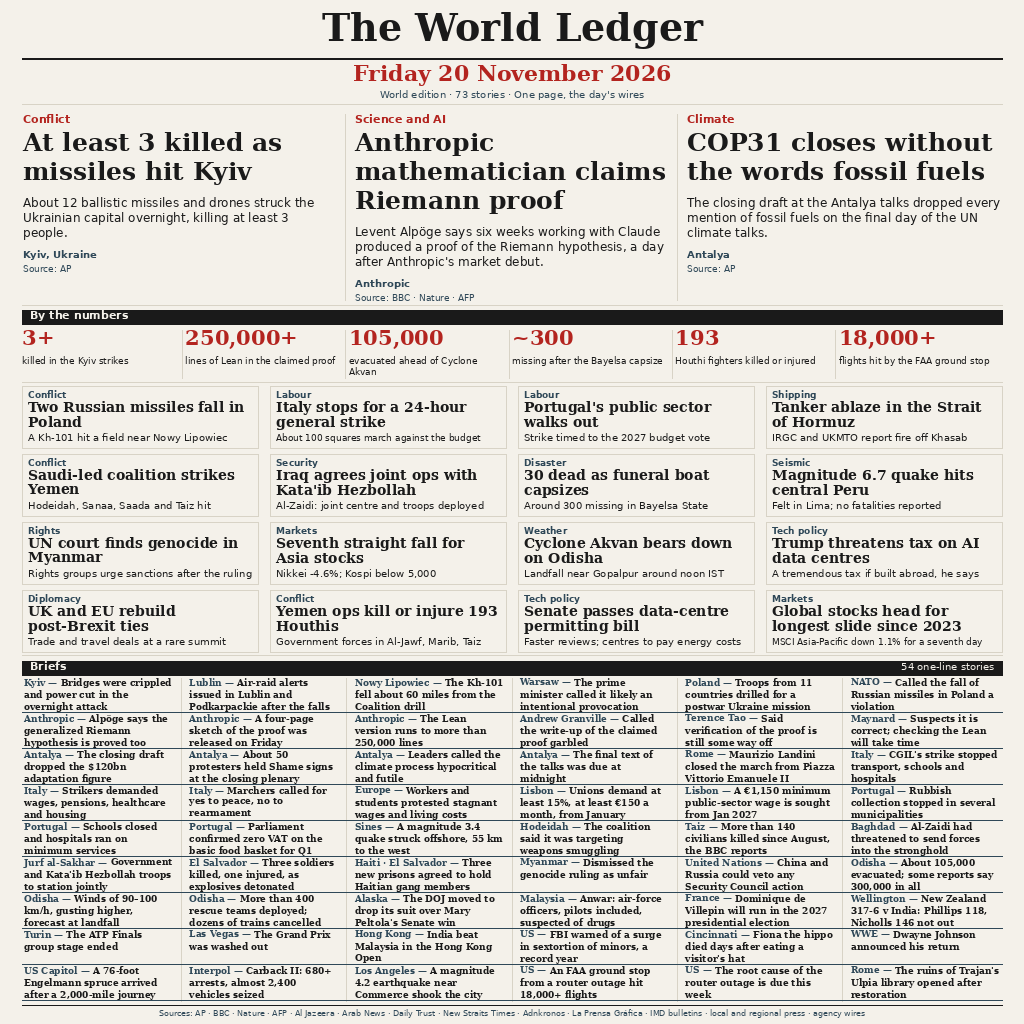 The World Ledger
Friday 20 November 2026
World edition · 73 stories · One page, the day's wires
Conflict
At least 3 killed as
missiles hit Kyiv
About 12 ballistic missiles and drones struck the
Ukrainian capital overnight, killing at least 3
people.
Kyiv, Ukraine
Source: AP
Science and AI
Anthropic
mathematician claims
Riemann proof
Levent Alpöge says six weeks working with Claude
produced a proof of the Riemann hypothesis, a day
after Anthropic's market debut.
Anthropic
Source: BBC · Nature · AFP
Climate
COP31 closes without
the words fossil fuels
The closing draft at the Antalya talks dropped every
mention of fossil fuels on the final day of the UN
climate talks.
Antalya
Source: AP
By the numbers
3+
killed in the Kyiv strikes
250,000+
lines of Lean in the claimed proof
105,000
evacuated ahead of Cyclone
Akvan
~300
missing after the Bayelsa capsize
193
Houthi fighters killed or injured
18,000+
flights hit by the FAA ground stop
Conflict
Two Russian missiles fall in
Poland
A Kh-101 hit a field near Nowy Lipowiec
Labour
Italy stops for a 24-hour
general strike
About 100 squares march against the budget
Labour
Portugal's public sector
walks out
Strike timed to the 2027 budget vote
Shipping
Tanker ablaze in the Strait
of Hormuz
IRGC and UKMTO report fire off Khasab
Conflict
Saudi-led coalition strikes
Yemen
Hodeidah, Sanaa, Saada and Taiz hit
Security
Iraq agrees joint ops with
Kata'ib Hezbollah
Al-Zaidi: joint centre and troops deployed
Disaster
30 dead as funeral boat
capsizes
Around 300 missing in Bayelsa State
Seismic
Magnitude 6.7 quake hits
central Peru
Felt in Lima; no fatalities reported
Rights
UN court finds genocide in
Myanmar
Rights groups urge sanctions after the ruling
Markets
Seventh straight fall for
Asia stocks
Nikkei -4.6%; Kospi below 5,000
Weather
Cyclone Akvan bears down
on Odisha
Landfall near Gopalpur around noon IST
Tech policy
Trump threatens tax on AI
data centres
A tremendous tax if built abroad, he says
Diplomacy
UK and EU rebuild
post-Brexit ties
Trade and travel deals at a rare summit
Conflict
Yemen ops kill or injure 193
Houthis
Government forces in Al-Jawf, Marib, Taiz
Tech policy
Senate passes data-centre
permitting bill
Faster reviews; centres to pay energy costs
Markets
Global stocks head for
longest slide since 2023
MSCI Asia-Pacific down 1.1% for a seventh day
Briefs
54 one-line stories
Kyiv — Bridges were crippled
and power cut in the
overnight attack
Lublin — Air-raid alerts
issued in Lublin and
Podkarpackie after the falls
Nowy Lipowiec — The Kh-101
fell about 60 miles from the
Coalition drill
Warsaw — The prime
minister called it likely an
intentional provocation
Poland — Troops from 11
countries drilled for a
postwar Ukraine mission
NATO — Called the fall of
Russian missiles in Poland a
violation
Anthropic — Alpöge says the
generalized Riemann
hypothesis is proved too
Anthropic — A four-page
sketch of the proof was
released on Friday
Anthropic — The Lean
version runs to more than
250,000 lines
Andrew Granville — Called
the write-up of the claimed
proof garbled
Terence Tao — Said
verification of the proof is
still some way off
Maynard — Suspects it is
correct; checking the Lean
will take time
Antalya — The closing draft
dropped the $120bn
adaptation figure
Antalya — About 50
protesters held Shame signs
at the closing plenary
Antalya — Leaders called the
climate process hypocritical
and futile
Antalya — The final text of
the talks was due at
midnight
Rome — Maurizio Landini
closed the march from Piazza
Vittorio Emanuele II
Italy — CGIL's strike stopped
transport, schools and
hospitals
Italy — Strikers demanded
wages, pensions, healthcare
and housing
Italy — Marchers called for
yes to peace, no to
rearmament
Europe — Workers and
students protested stagnant
wages and living costs
Lisbon — Unions demand at
least 15%, at least €150 a
month, from January
Lisbon — A €1,150 minimum
public-sector wage is sought
from Jan 2027
Portugal — Rubbish
collection stopped in several
municipalities
Portugal — Schools closed
and hospitals ran on
minimum services
Portugal — Parliament
confirmed zero VAT on the
basic food basket for Q1
Sines — A magnitude 3.4
quake struck offshore, 55 km
to the west
Hodeidah — The coalition
said it was targeting
weapons smuggling
Taiz — More than 140
civilians killed since August,
the BBC reports
Baghdad — Al-Zaidi had
threatened to send forces
into the stronghold
Jurf al-Sakhar — Government
and Kata'ib Hezbollah troops
to station jointly
El Salvador — Three soldiers
killed, one injured, as
explosives detonated
Haiti · El Salvador — Three
new prisons agreed to hold
Haitian gang members
Myanmar — Dismissed the
genocide ruling as unfair
United Nations — China and
Russia could veto any
Security Council action
Odisha — About 105,000
evacuated; some reports say
300,000 in all
Odisha — Winds of 90-100
km/h, gusting higher,
forecast at landfall
Odisha — More than 400
rescue teams deployed;
dozens of trains cancelled
Alaska — The DOJ moved to
drop its suit over Mary
Peltola's Senate win
Malaysia — Anwar: air-force
officers, pilots included,
suspected of drugs
France — Dominique de
Villepin will run in the 2027
presidential election
Wellington — New Zealand
317-6 v India: Phillips 118,
Nicholls 146 not out
Turin — The ATP Finals
group stage ended
Las Vegas — The Grand Prix
was washed out
Hong Kong — India beat
Malaysia in the Hong Kong
Open
US — FBI warned of a surge
in sextortion of minors, a
record year
Cincinnati — Fiona the hippo
died days after eating a
visitor's hat
WWE — Dwayne Johnson
announced his return
US Capitol — A 76-foot
Engelmann spruce arrived
after a 2,000-mile journey
Interpol — Carback II: 680+
arrests, almost 2,400
vehicles seized
Los Angeles — A magnitude
4.2 earthquake near
Commerce shook the city
US — An FAA ground stop
from a router outage hit
18,000+ flights
US — The root cause of the
router outage is due this
week
Rome — The ruins of Trajan's
Ulpia library opened after
restoration
Sources: AP · BBC · Nature · AFP · Al Jazeera · Arab News · Daily Trust · New Straits Times · Adnkronos · La Prensa Gráfica · IMD bulletins · local and regional press · agency wires